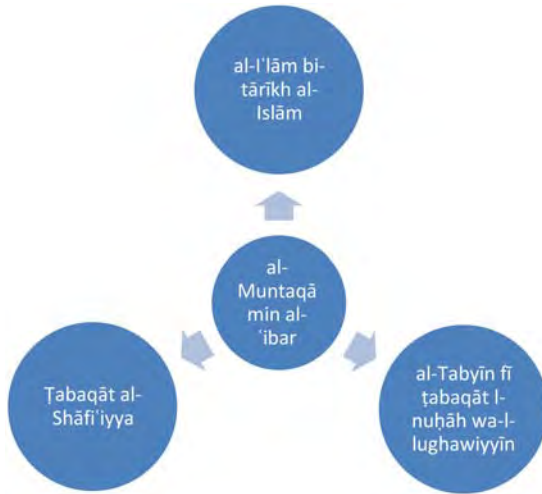 al-Iʿlām bi-
tārīkh al-
Islām
al-
Muntaqā
min al-
ʿibar
Ṭabaqāt al-
Shāfiʿiyya
al-Tabyīn fī
ṭabaqāt l-
nuḥāh wa-l-
lughawiyyīn